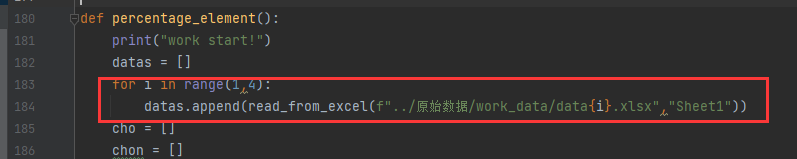 180 def percentage_element():
181 print("work start!")
182 datas = []
183 for i in range(1,4):
184 datas.append(read_from_excel(f"../原始数据/work_data/data{i}.xlsx","Sheet1"))
185 cho = []
186 chon = []